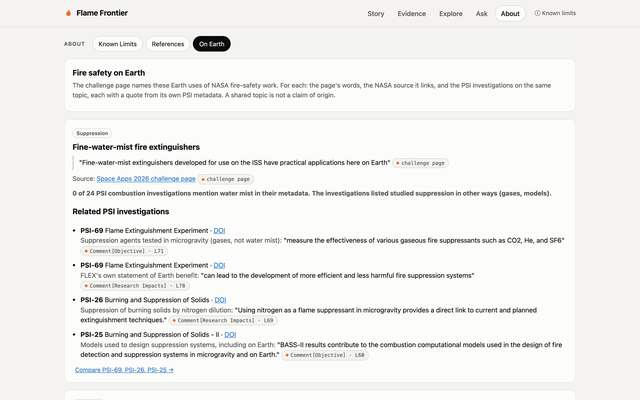 Flame Frontier
Story Evidence Explore Ask About ⓘ Known limits
ABOUT Known Limits References On Earth
Fire safety on Earth
The challenge page names these Earth uses of NASA fire-safety work. For each: the page's words, the NASA source it links, and the PSI investigations on the same
topic, each with a quote from its own PSI metadata. A shared topic is not a claim of origin.
Suppression
Fine-water-mist fire extinguishers
"Fine-water-mist extinguishers developed for use on the ISS have practical applications here on Earth" challenge page
Source: Space Apps 2026 challenge page challenge page
0 of 24 PSI combustion investigations mention water mist in their metadata. The investigations listed studied suppression in other ways (gases, models).
Related PSI investigations
• PSI-69 Flame Extinguishment Experiment · DOI
Suppression agents tested in microgravity (gases, not water mist): "measure the effectiveness of various gaseous fire suppressants such as CO2, He, and SF6"
Comment[Objective] · L71
• PSI-69 Flame Extinguishment Experiment · DOI
FLEX's own statement of Earth benefit: "can lead to the development of more efficient and less harmful fire suppression systems"
Comment[Research Impacts] · L70
• PSI-26 Burning and Suppression of Solids · DOI
Suppression of burning solids by nitrogen dilution: "Using nitrogen as a flame suppressant in microgravity provides a direct link to current and planned
extinguishment techniques." Comment[Research Impacts] · L69
• PSI-25 Burning and Suppression of Solids - II · DOI
Models used to design suppression systems, including on Earth: "BASS-II results contribute to the combustion computational models used in the design of fire
detection and suppression systems in microgravity and on Earth." Comment[Objective] · L60
Compare PSI-69, PSI-26, PSI-25 →